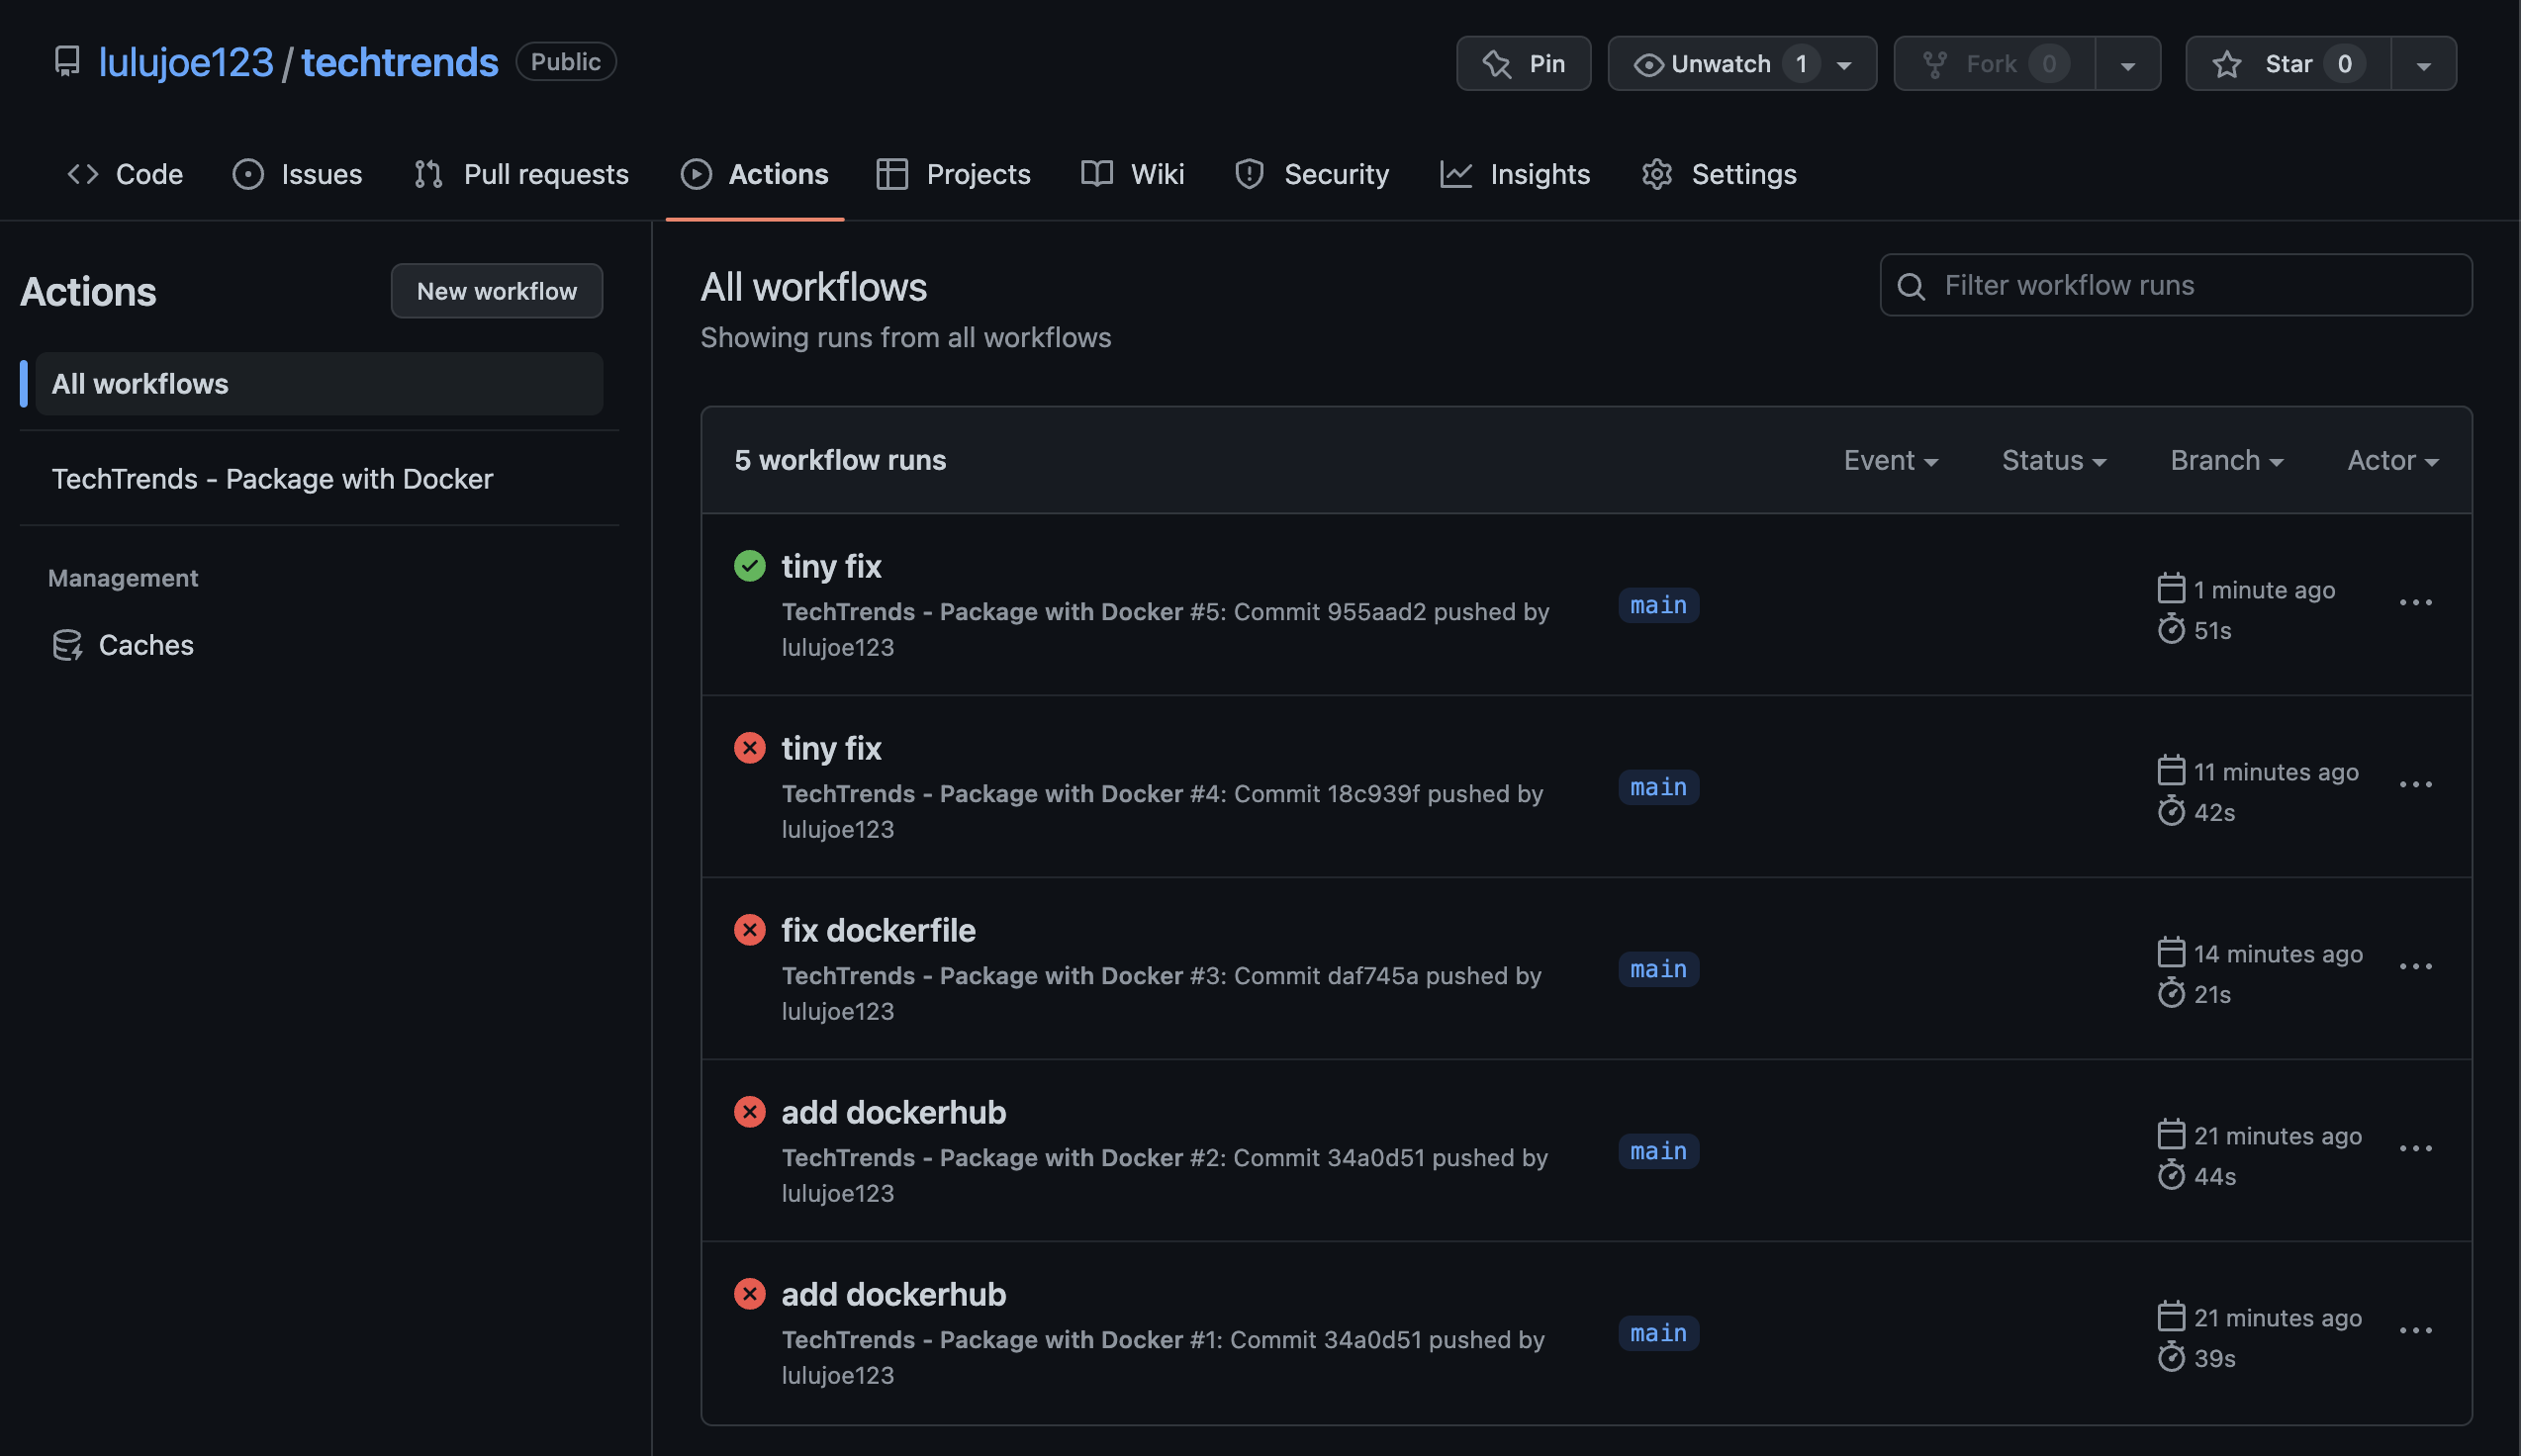 lulujoe123 / techtrends Public
Pin
Unwatch 1
Fork 0
Star 0
Code
Issues
Pull requests
Actions
Projects
Wiki
Security
Insights
Settings
Actions
New workflow
All workflows
TechTrends - Package with Docker
Management
Caches
All workflows
Showing runs from all workflows
Filter workflow runs
5 workflow runs
Event
Status
Branch
Actor
tiny fix
TechTrends - Package with Docker #5: Commit 955aad2 pushed by
lulujoe123
main
1 minute ago
51s
tiny fix
TechTrends - Package with Docker #4: Commit 18c939f pushed by
lulujoe123
main
11 minutes ago
42s
fix dockerfile
TechTrends - Package with Docker #3: Commit daf745a pushed by
lulujoe123
main
14 minutes ago
21s
add dockerhub
TechTrends - Package with Docker #2: Commit 34a0d51 pushed by
lulujoe123
main
21 minutes ago
44s
add dockerhub
TechTrends - Package with Docker #1: Commit 34a0d51 pushed by
lulujoe123
main
21 minutes ago
39s